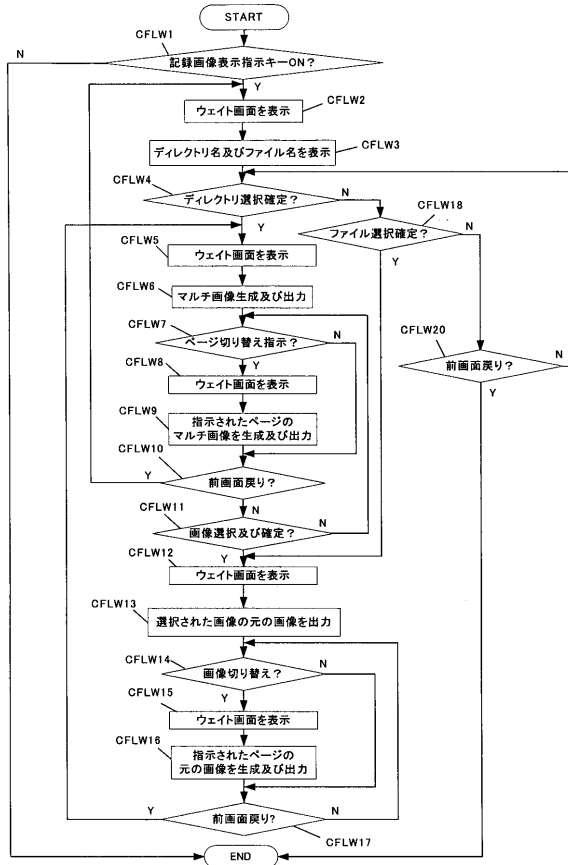 START
CFLW1
N
記録画像表示指示キーON？
Y
CFLW2
ウェイト画面を表示
CFLW3
ディレクトリ名及びファイル名を表示
CFLW4
ディレクトリ選択確定？
N
CFLW18
Y
ファイル選択確定？
N
CFLW5
Y
ウェイト画面を表示
CFLW6
マルチ画像生成及び出力
CFLW7
ページ切り替え指示？
N
CFLW20
CFLW8
Y
前画面戻り？
N
ウェイト画面を表示
Y
CFLW9
指示されたページの
マルチ画像を生成及び出力
CFLW10
Y
前画面戻り？
CFLW11
N
画像選択及び確定？
N
CFLW12
Y
ウェイト画面を表示
CFLW13
選択された画像の元の画像を出力
CFLW14
画像切り替え？
N
CFLW15
Y
ウェイト画面を表示
CFLW16
指示されたページの
元の画像を生成及び出力
Y
前画面戻り？
N
CFLW17
END